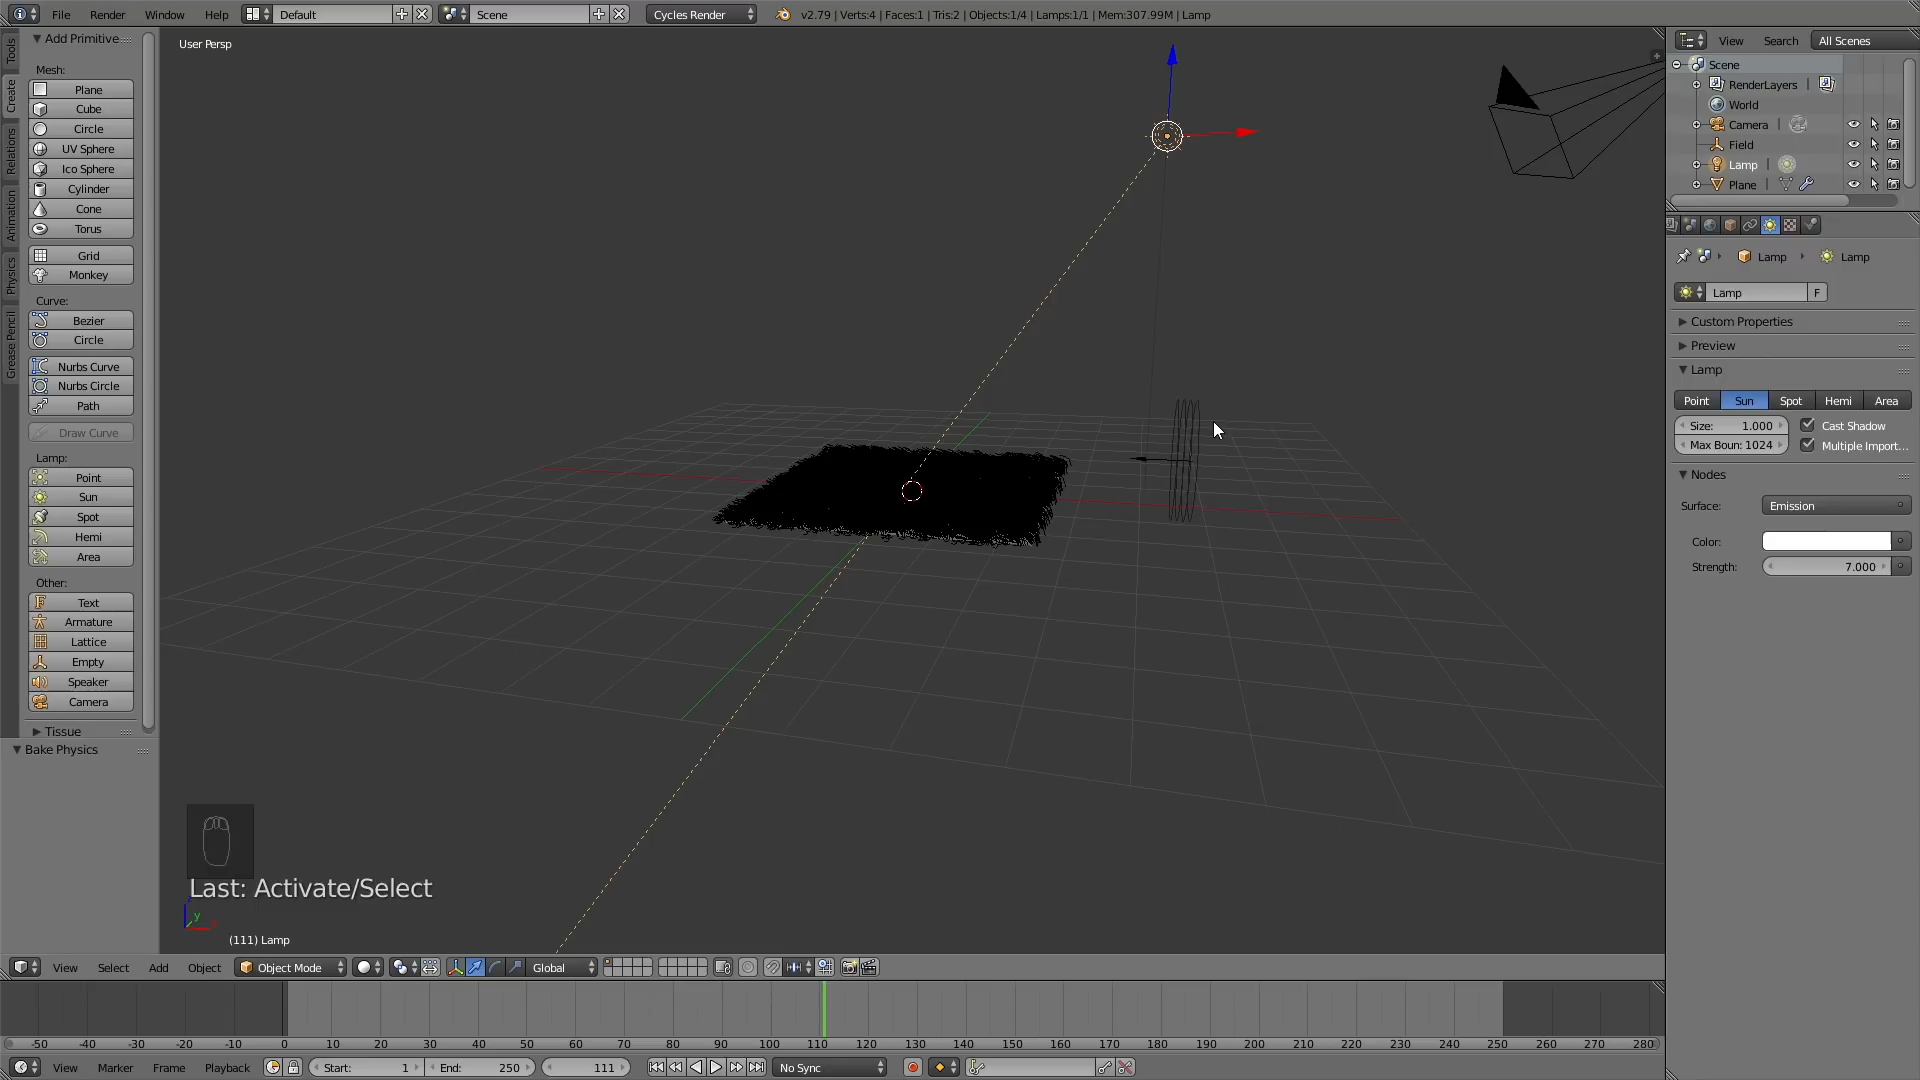 File Render Window Help Default Scene Cycles Render v2.79 | Verts:4 | Faces:1 | Tris:2 | Objects:1/4 | Lamps:1/1 | Mem:307.99M | Lamp
Tools
Create
Relations
Animation
Physics
Grease Pencil
Add Primitive
Mesh:
Plane
Cube
Circle
UV Sphere
Ico Sphere
Cylinder
Cone
Torus
Grid
Monkey
Curve:
Bezier
Circle
Nurbs Curve
Nurbs Circle
Path
Draw Curve
Lamp:
Point
Sun
Spot
Hemi
Area
Other:
Text
Armature
Lattice
Empty
Speaker
Camera
Tissue
Bake Physics
User Persp
Last: Activate/Select
y
(111) Lamp
View Search All Scenes
Scene
RenderLayers
World
Camera
Field
Lamp
Plane
Lamp Lamp
Lamp F
Custom Properties
Preview
Lamp
Point Sun Spot Hemi Area
Size: 1.000 Cast Shadow
Max Boun: 1024 Multiple Import...
Nodes
Surface: Emission
Color:
Strength: 7.000
View Select Add Object Object Mode Global
-50 -40 -30 -20 -10 0 10 20 30 40 50 60 70 80 90 100 110 120 130 140 150 160 170 180 190 200 210 220 230 240 250 260 270 280
View Marker Frame Playback Start: 1 End: 250 111 No Sync